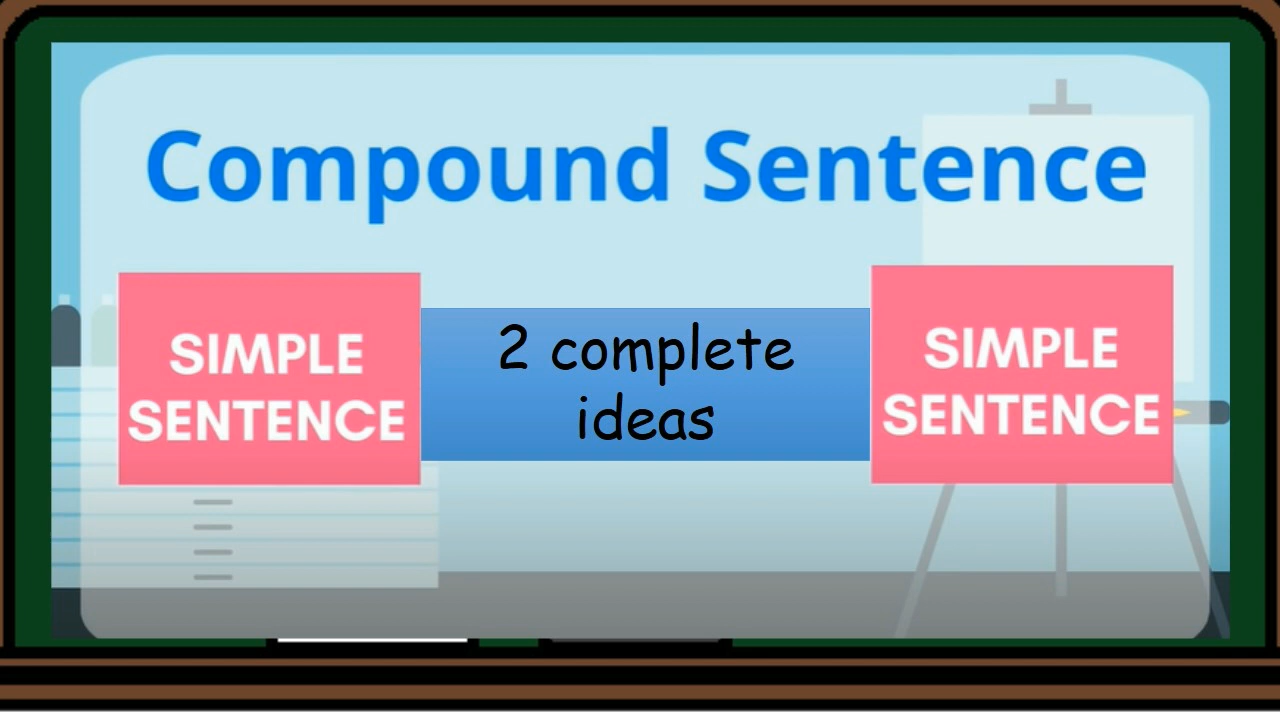 Compound Sentence
SIMPLE
SENTENCE
2 complete
ideas
SIMPLE
SENTENCE